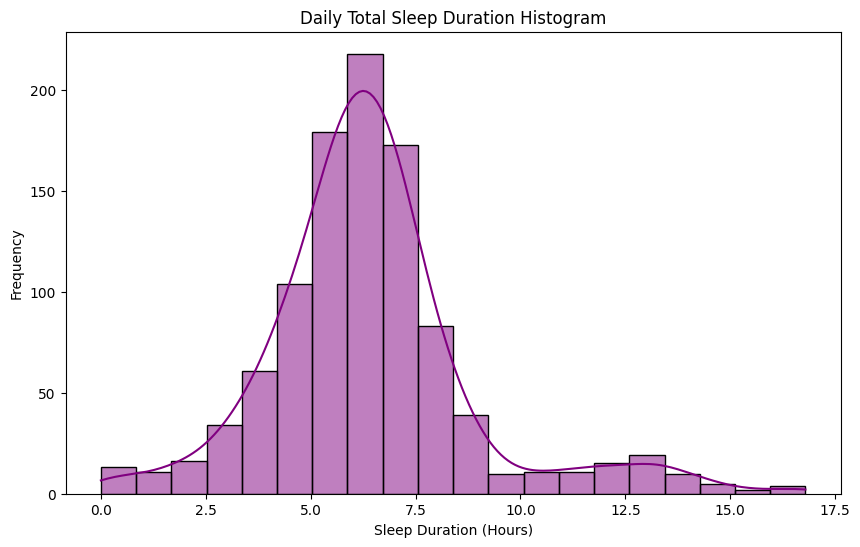 Daily Total Sleep Duration Histogram
Frequency
200
150
100
50
0
0.0 2.5 5.0 7.5 10.0 12.5 15.0 17.5
Sleep Duration (Hours)